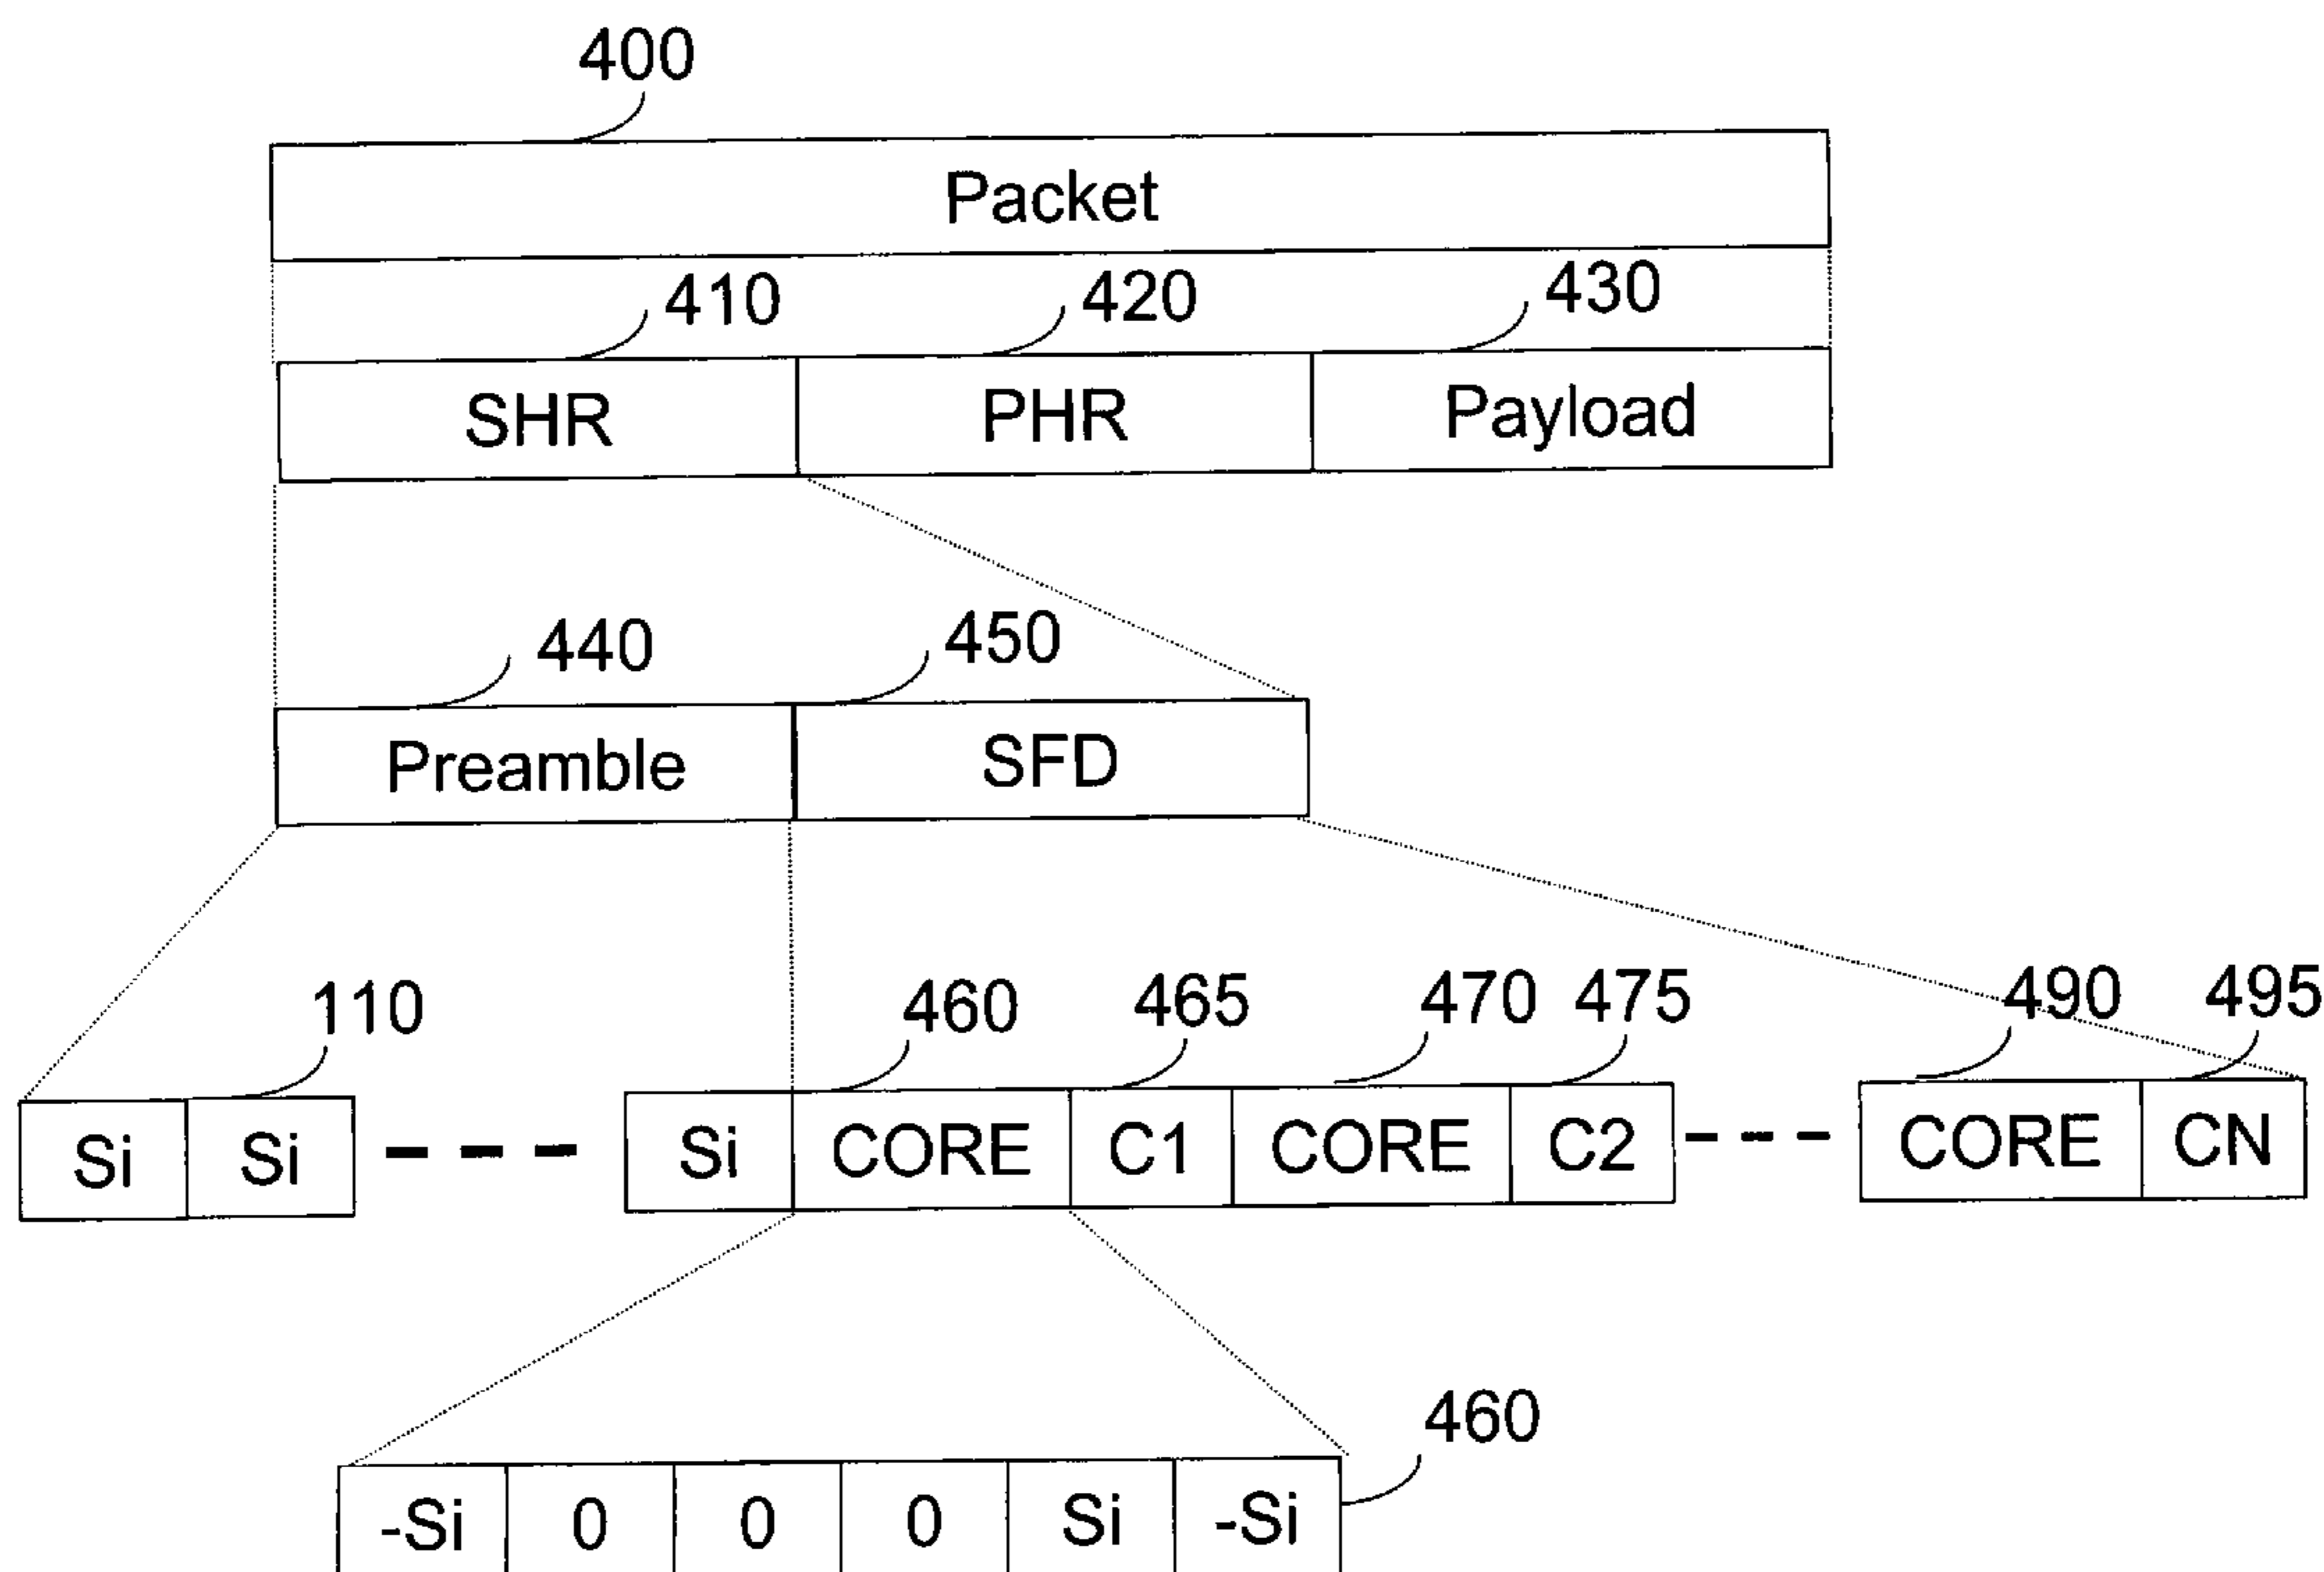 400
Packet
410 420 430
SHR PHR Payload
440 450
Preamble SFD
110 460 465 470 475 490 495
Si Si --- Si CORE C1 CORE C2 --- CORE CN
460
-Si 0 0 0 Si -Si